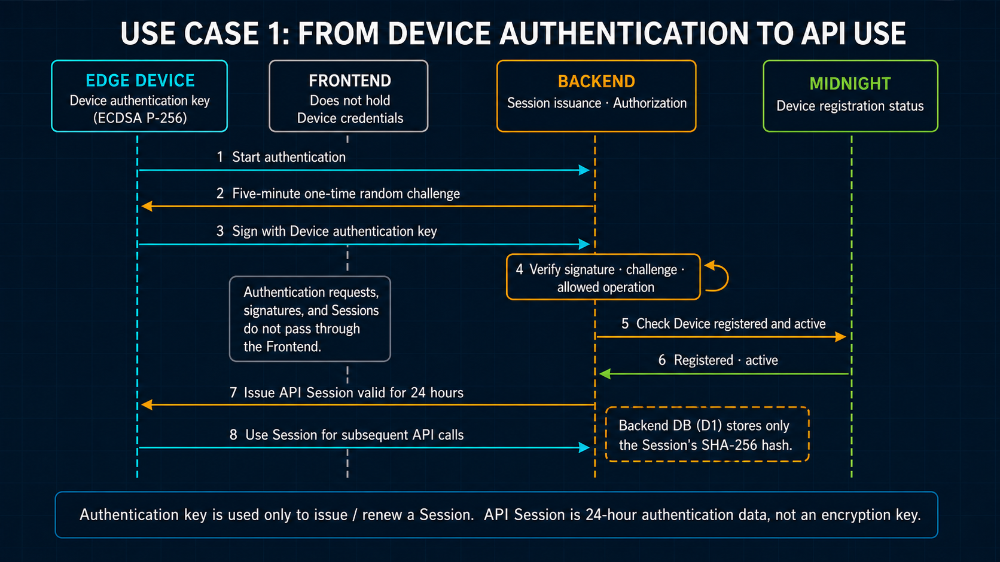 USE CASE 1: FROM DEVICE AUTHENTICATION TO API USE
EDGE DEVICE
Device authentication key
(ECDSA P-256)
FRONTEND
Does not hold
Device credentials
BACKEND
Session issuance · Authorization
MIDNIGHT
Device registration status
1 Start authentication
2 Five-minute one-time random challenge
3 Sign with Device authentication key
4 Verify signature · challenge ·
allowed operation
Authentication requests,
signatures, and Sessions
do not pass through
the Frontend.
5 Check Device registered and active
6 Registered · active
7 Issue API Session valid for 24 hours
8 Use Session for subsequent API calls
Backend DB (D1) stores only
the Session's SHA-256 hash.
Authentication key is used only to issue / renew a Session. API Session is 24-hour authentication data, not an encryption key.